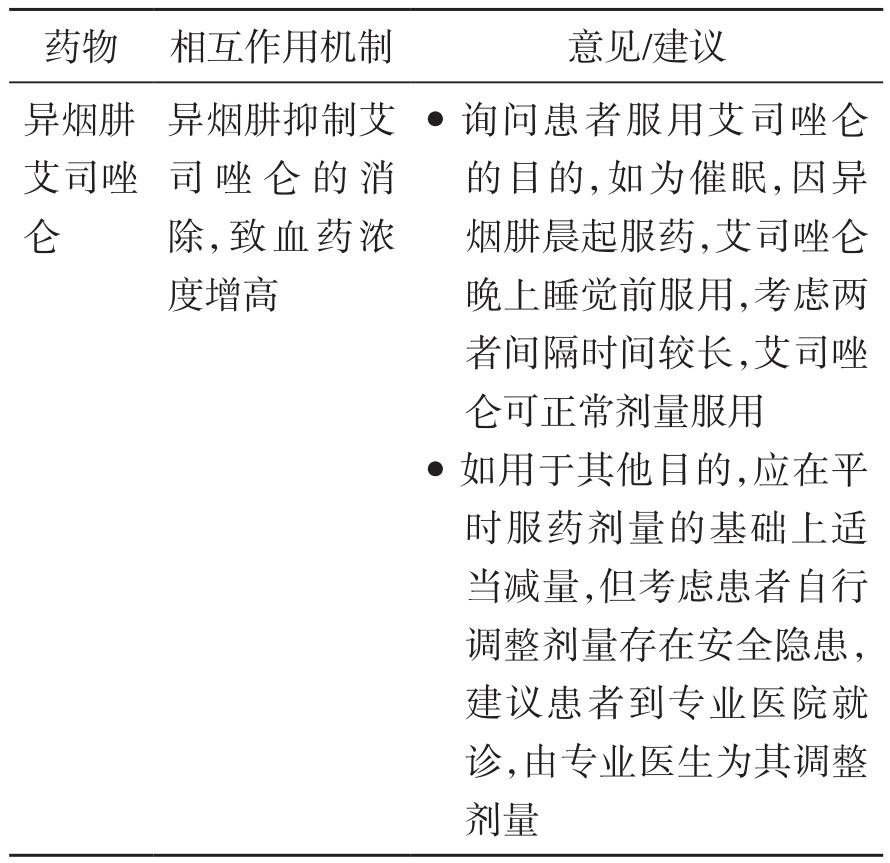 药物 相互作用机制 意见/建议
异烟肼
艾司唑
仑
异烟肼抑制艾
司唑仑的消
除,致血药浓
度增高
● 询问患者服用艾司唑仑
的目的,如为催眠,因异
烟肼晨起服药,艾司唑仑
晚上睡觉前服用,考虑两
者间隔时间较长,艾司唑
仑可正常剂量服用
● 如用于其他目的,应在平
时服药剂量的基础上适
当减量,但考虑患者自行
调整剂量存在安全隐患,
建议患者到专业医院就
诊,由专业医生为其调整
剂量